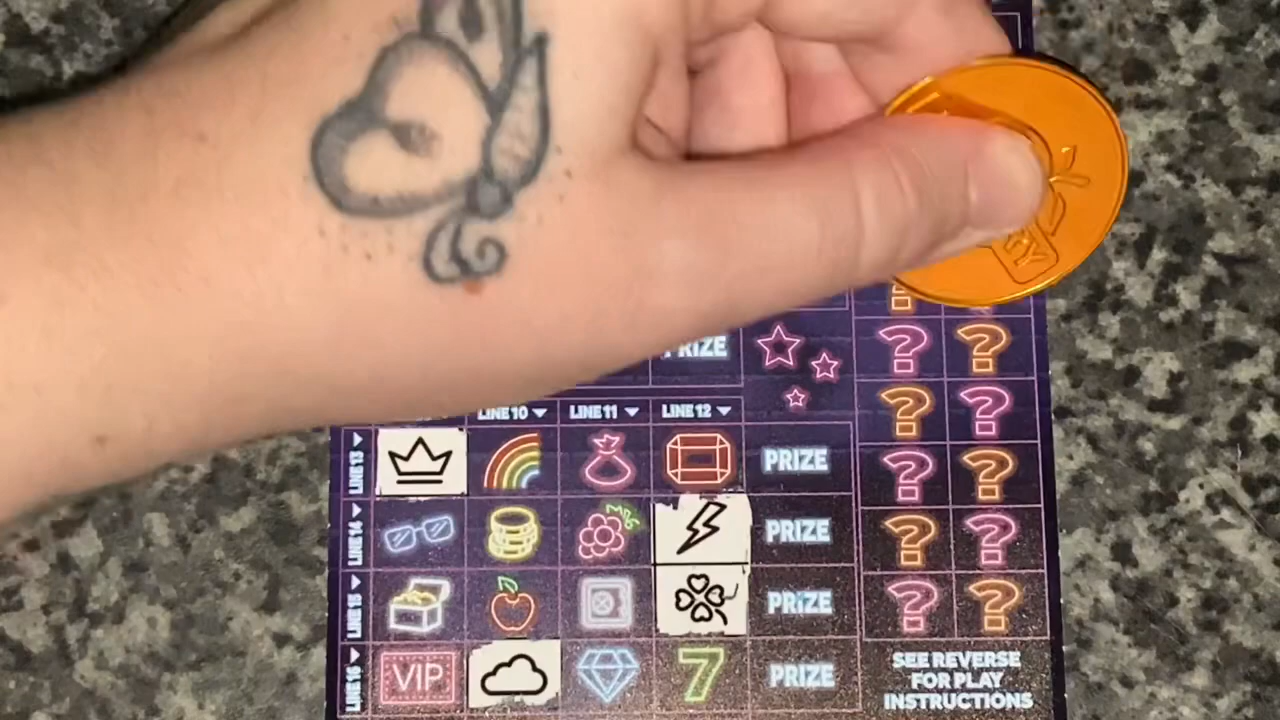 PRIZE
LINE 10 LINE 11 LINE 12
LINE 13
PRIZE
LINE 14
PRIZE
LINE 15
PRIZE
LINE 16
VIP
7
PRIZE
SEE REVERSE
FOR PLAY
INSTRUCTIONS